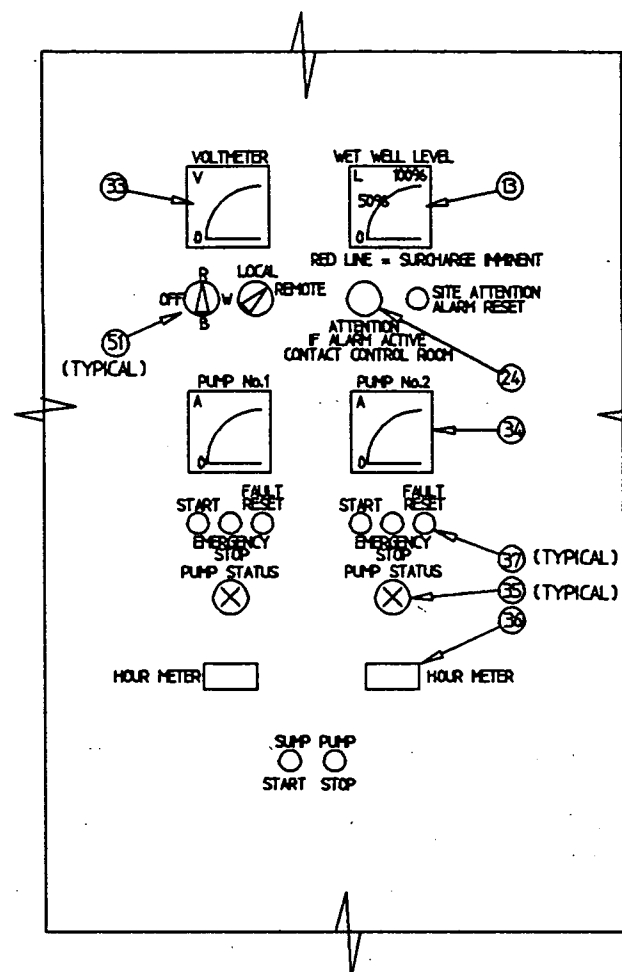 VOLTMETER
WET WELL LEVEL
33
V
0
L 100%
50%
0
13
RED LINE = SURCHARGE IMMINENT
R
OFF W
B
LOCAL
REMOTE
SITE ATTENTION
ALARM RESET
51
(TYPICAL)
ATTENTION
IF ALARM ACTIVE
CONTACT CONTROL ROOM
24
PUMP No.1
PUMP No.2
A
0
A
0
34
START
FAULT
RESET
EMERGENCY
STOP
START
FAULT
RESET
EMERGENCY
STOP
37 (TYPICAL)
PUMP STATUS
PUMP STATUS
35 (TYPICAL)
36
HOUR METER
HOUR METER
SUMP PUMP
START STOP